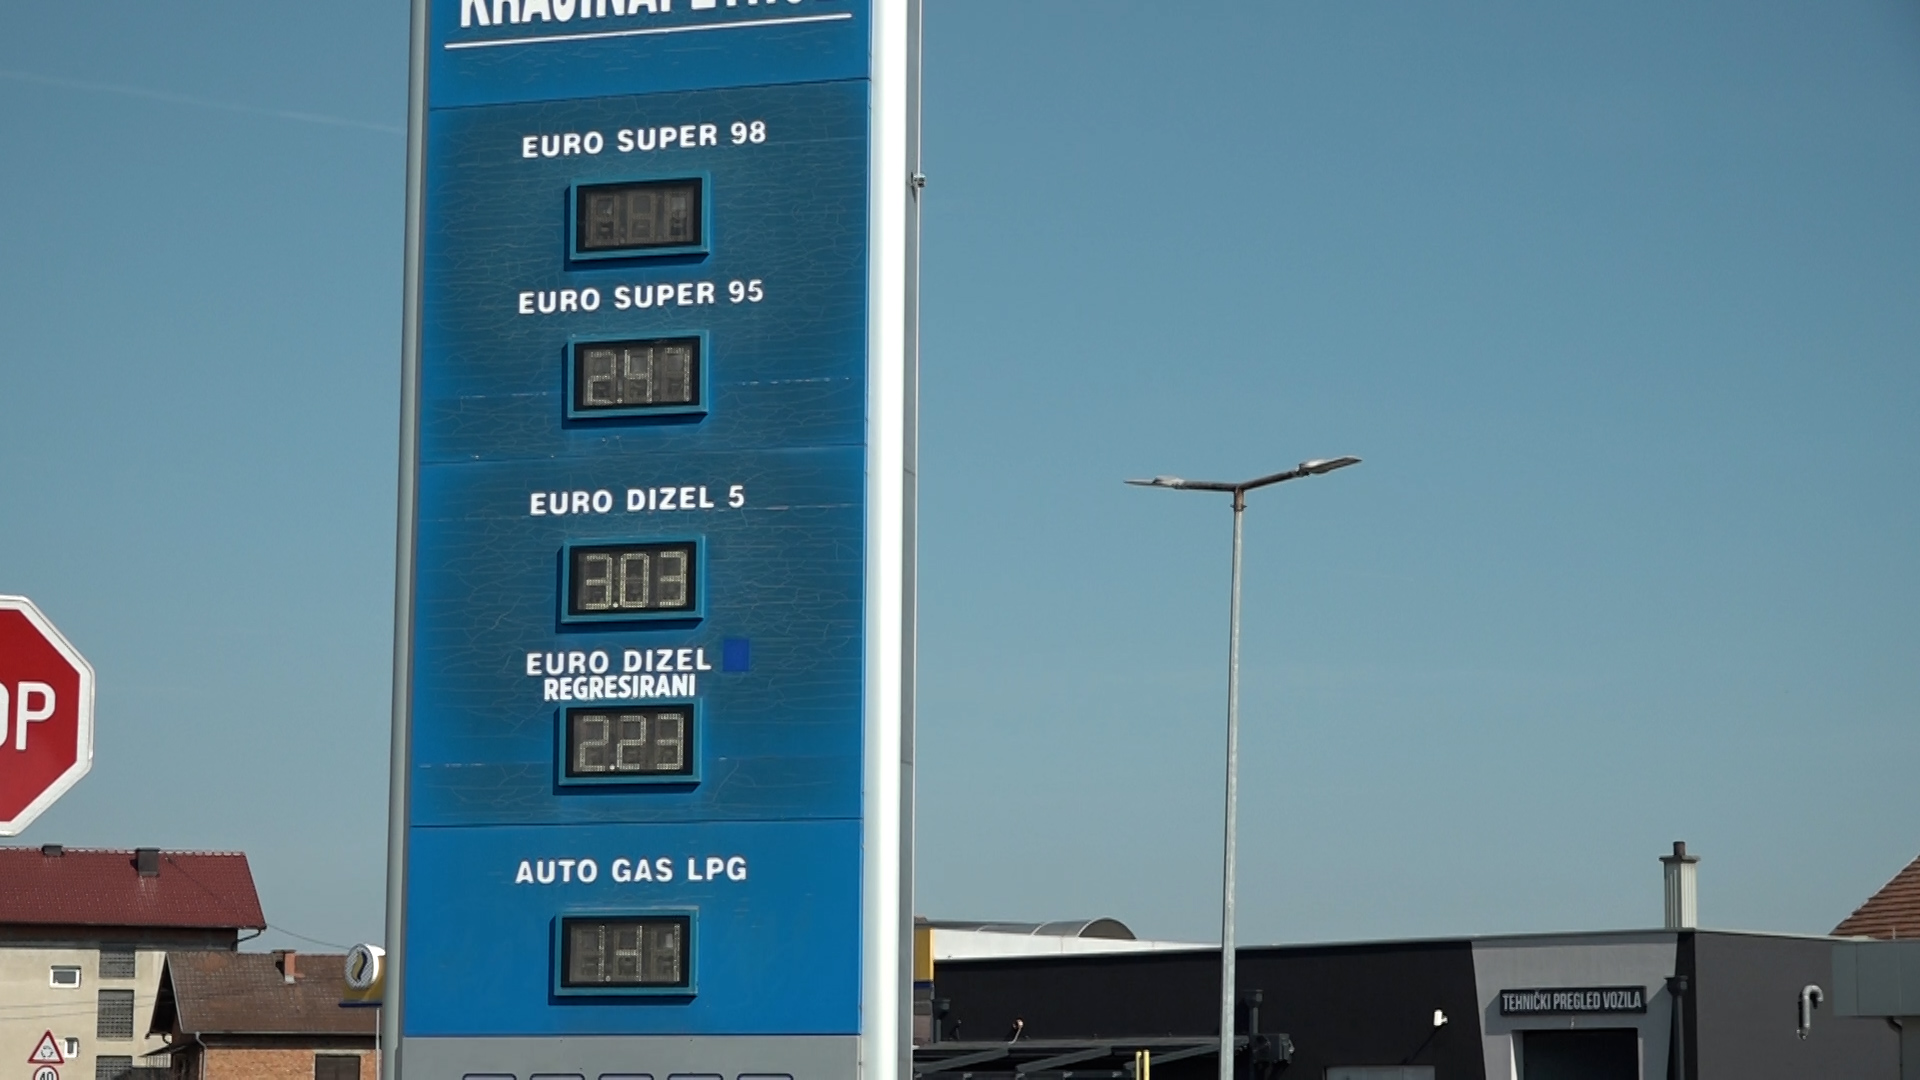 EURO SUPER 98
EURO SUPER 95
2.47
EURO DIZEL 5
3.03
EURO DIZEL
REGRESIRANI
2.23
AUTO GAS LPG
OP
TEHNIČKI PREGLED VOZILA
40